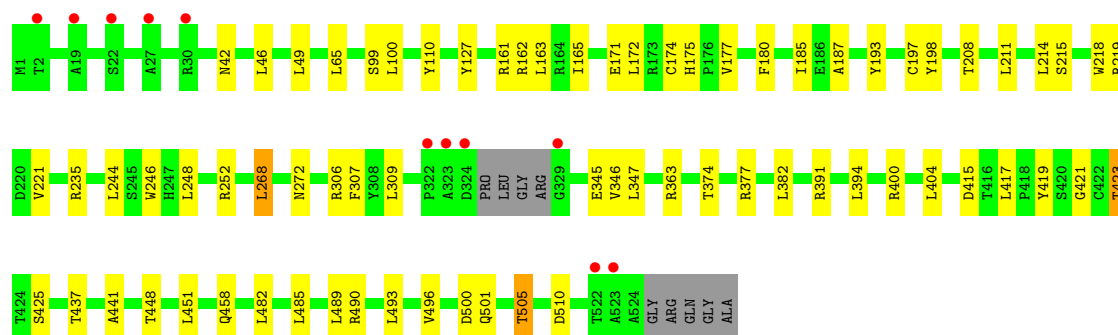 M1 T2 A19 S22 A27 R30 N42 L46 L49 L65 S99 L100 Y110 Y127 R161 R162 L163 R164 I165 E171 L172 R173 C174 H175 P176 V177 F180 I185 E186 A187 Y193 C197 Y198 T208 L211 L214 S215 W218
D220 V221 R235 L244 S245 W246 H247 L248 R252 L268 N272 R306 F307 Y308 L309 P322 A323 D324 PRO LEU GLY ARG G329 E345 V346 L347 R363 T374 R377 L382 R391 L394 R400 L404 D415 T416 L417 P418 Y419 S420 G421 C422 T423
T424 S425 T437 A441 T448 L451 Q458 L482 L485 L489 R490 L493 V496 D500 Q501 T505 D510 T522 A523 A524 GLY ARG GLN GLY ALA